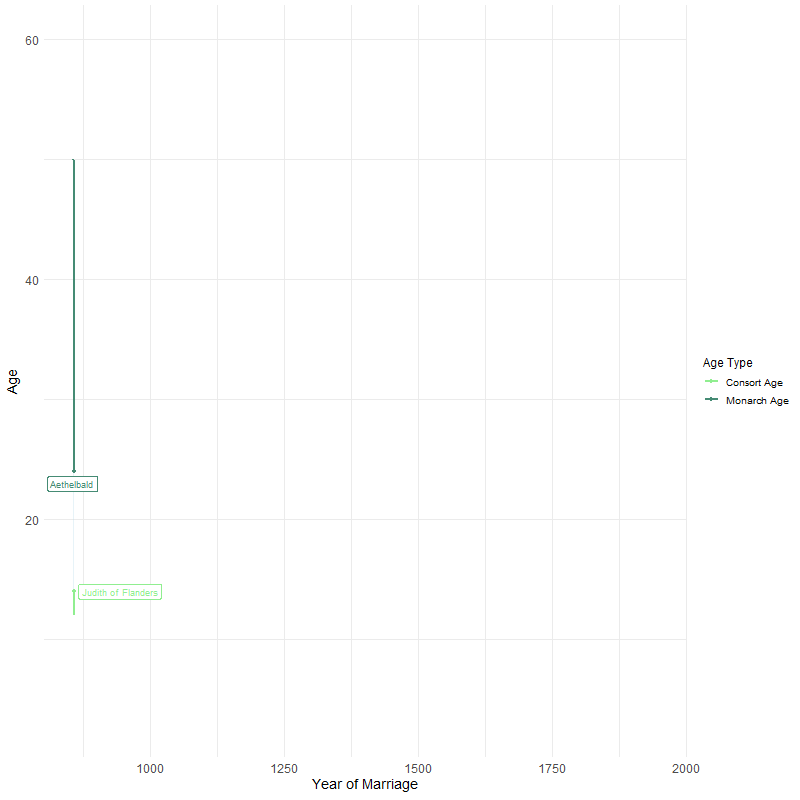 60
40
20
Age
Aethelbald
Judith of Flanders
1000
1250
1500
1750
2000
Year of Marriage
Age Type
Consort Age
Monarch Age